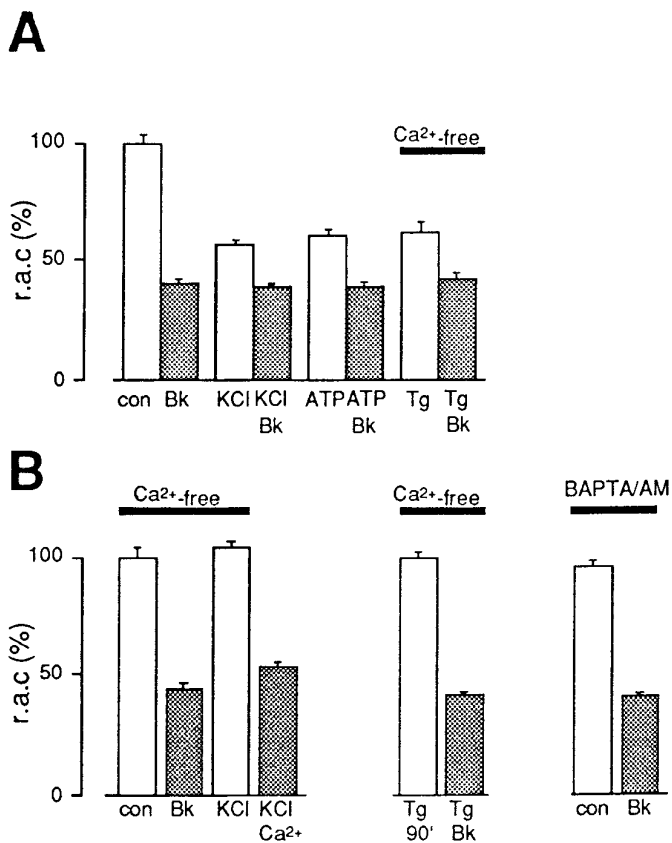 A
Ca²⁺-free
100
50
0
r.a.c (%)
con Bk KCl KCl ATP ATP Tg Tg
Bk Bk Bk
B
Ca²⁺-free Ca²⁺-free BAPTA/AM
100
50
0
r.a.c (%)
con Bk KCl KCl Tg Tg con Bk
Ca²⁺ 90' Bk